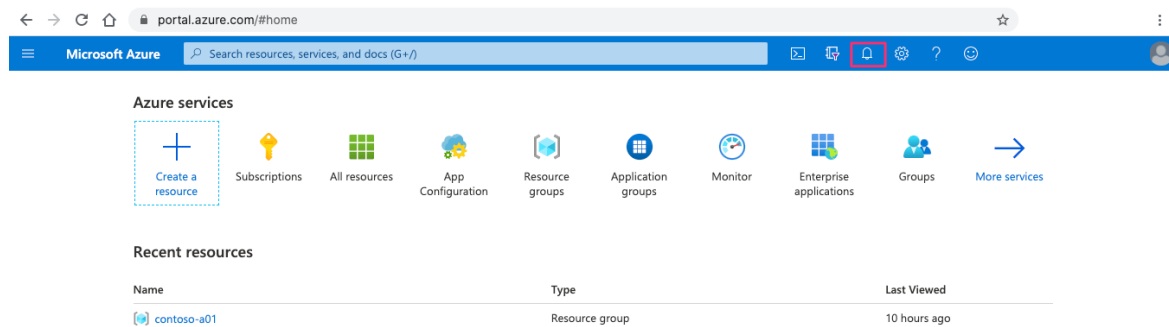 portal.azure.com/#home
Microsoft Azure
Search resources, services, and docs (G+/)
Azure services
Create a resource
Subscriptions
All resources
App Configuration
Resource groups
Application groups
Monitor
Enterprise applications
Groups
More services
Recent resources
Name Type Last Viewed
contoso-a01 Resource group 10 hours ago